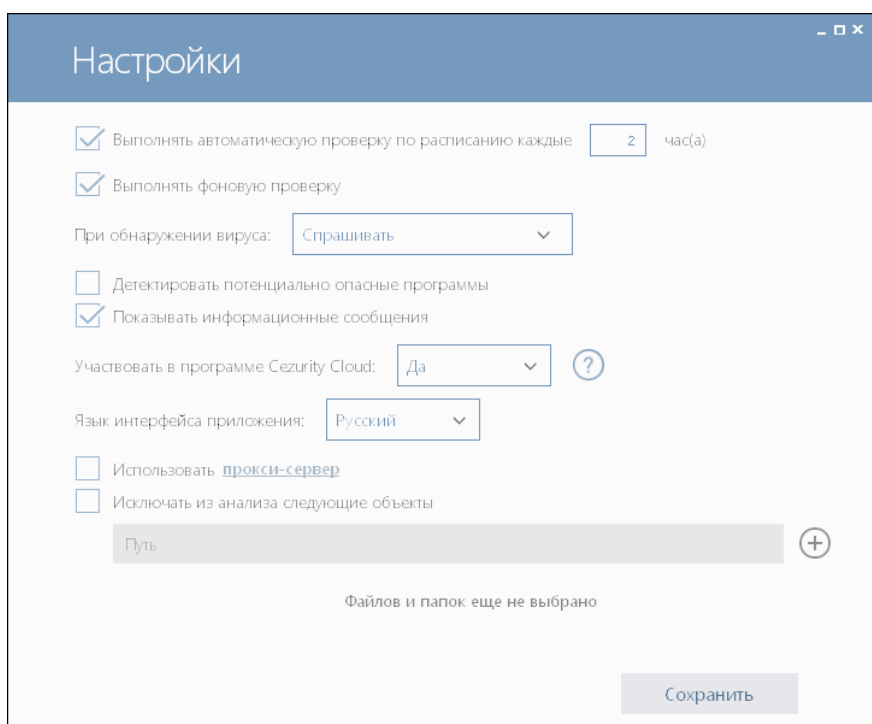 Настройки
Выполнять автоматическую проверку по расписанию каждые 2 час(а)
Выполнять фоновую проверку
При обнаружении вируса: Спрашивать
Детектировать потенциально опасные программы
Показывать информационные сообщения
Участвовать в программе Cezurity Cloud: Да ?
Язык интерфейса приложения: Русский
Использовать прокси-сервер
Исключать из анализа следующие объекты
Путь
Файлов и папок еще не выбрано
Сохранить